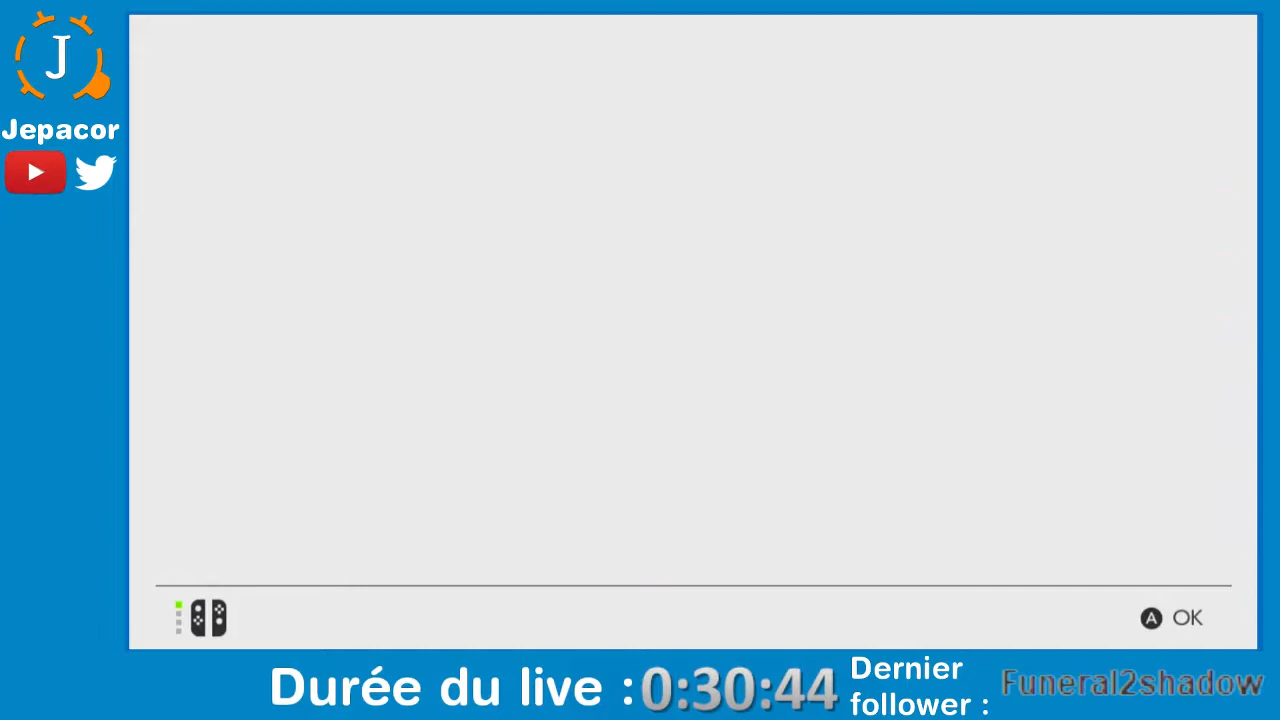 J
Jepacor
A OK
Durée du live : 0:30:44
Dernier
follower :
Funeral2shadow